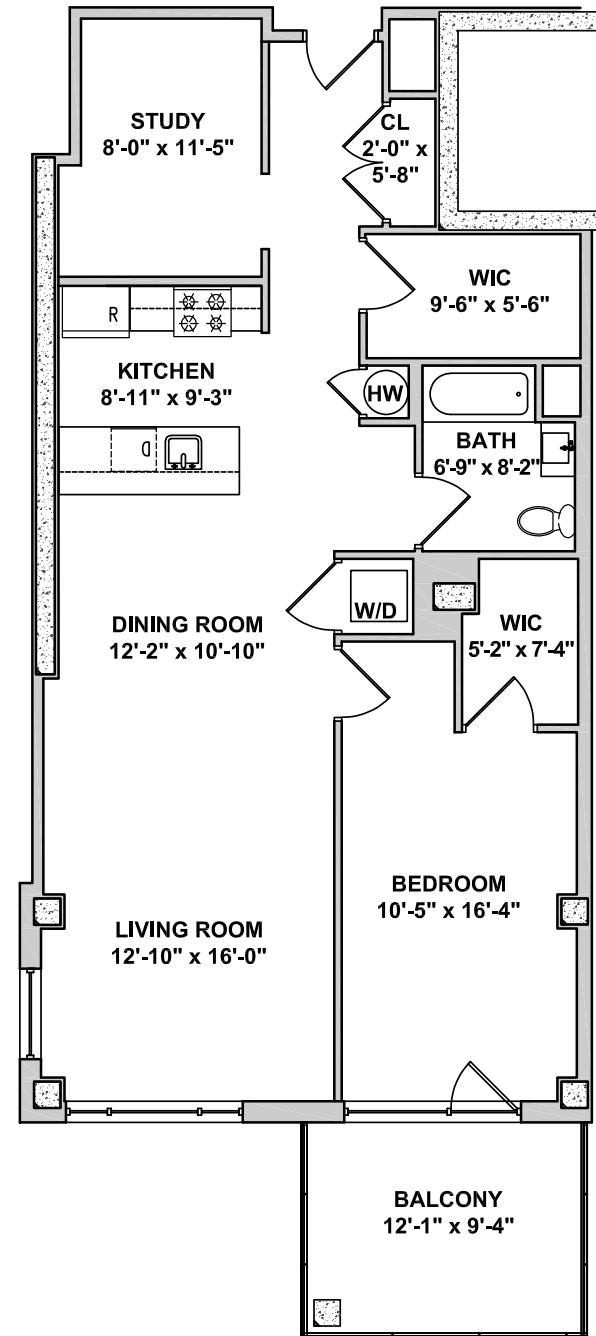 STUDY
8'-0" x 11'-5"
CL
2'-0" x
5'-8"
WIC
9'-6" x 5'-6"
R
KITCHEN
8'-11" x 9'-3"
HW
BATH
6'-9" x 8'-2"
D
W/D
DINING ROOM
12'-2" x 10'-10"
WIC
5'-2" x 7'-4"
BEDROOM
10'-5" x 16'-4"
LIVING ROOM
12'-10" x 16'-0"
BALCONY
12'-1" x 9'-4"